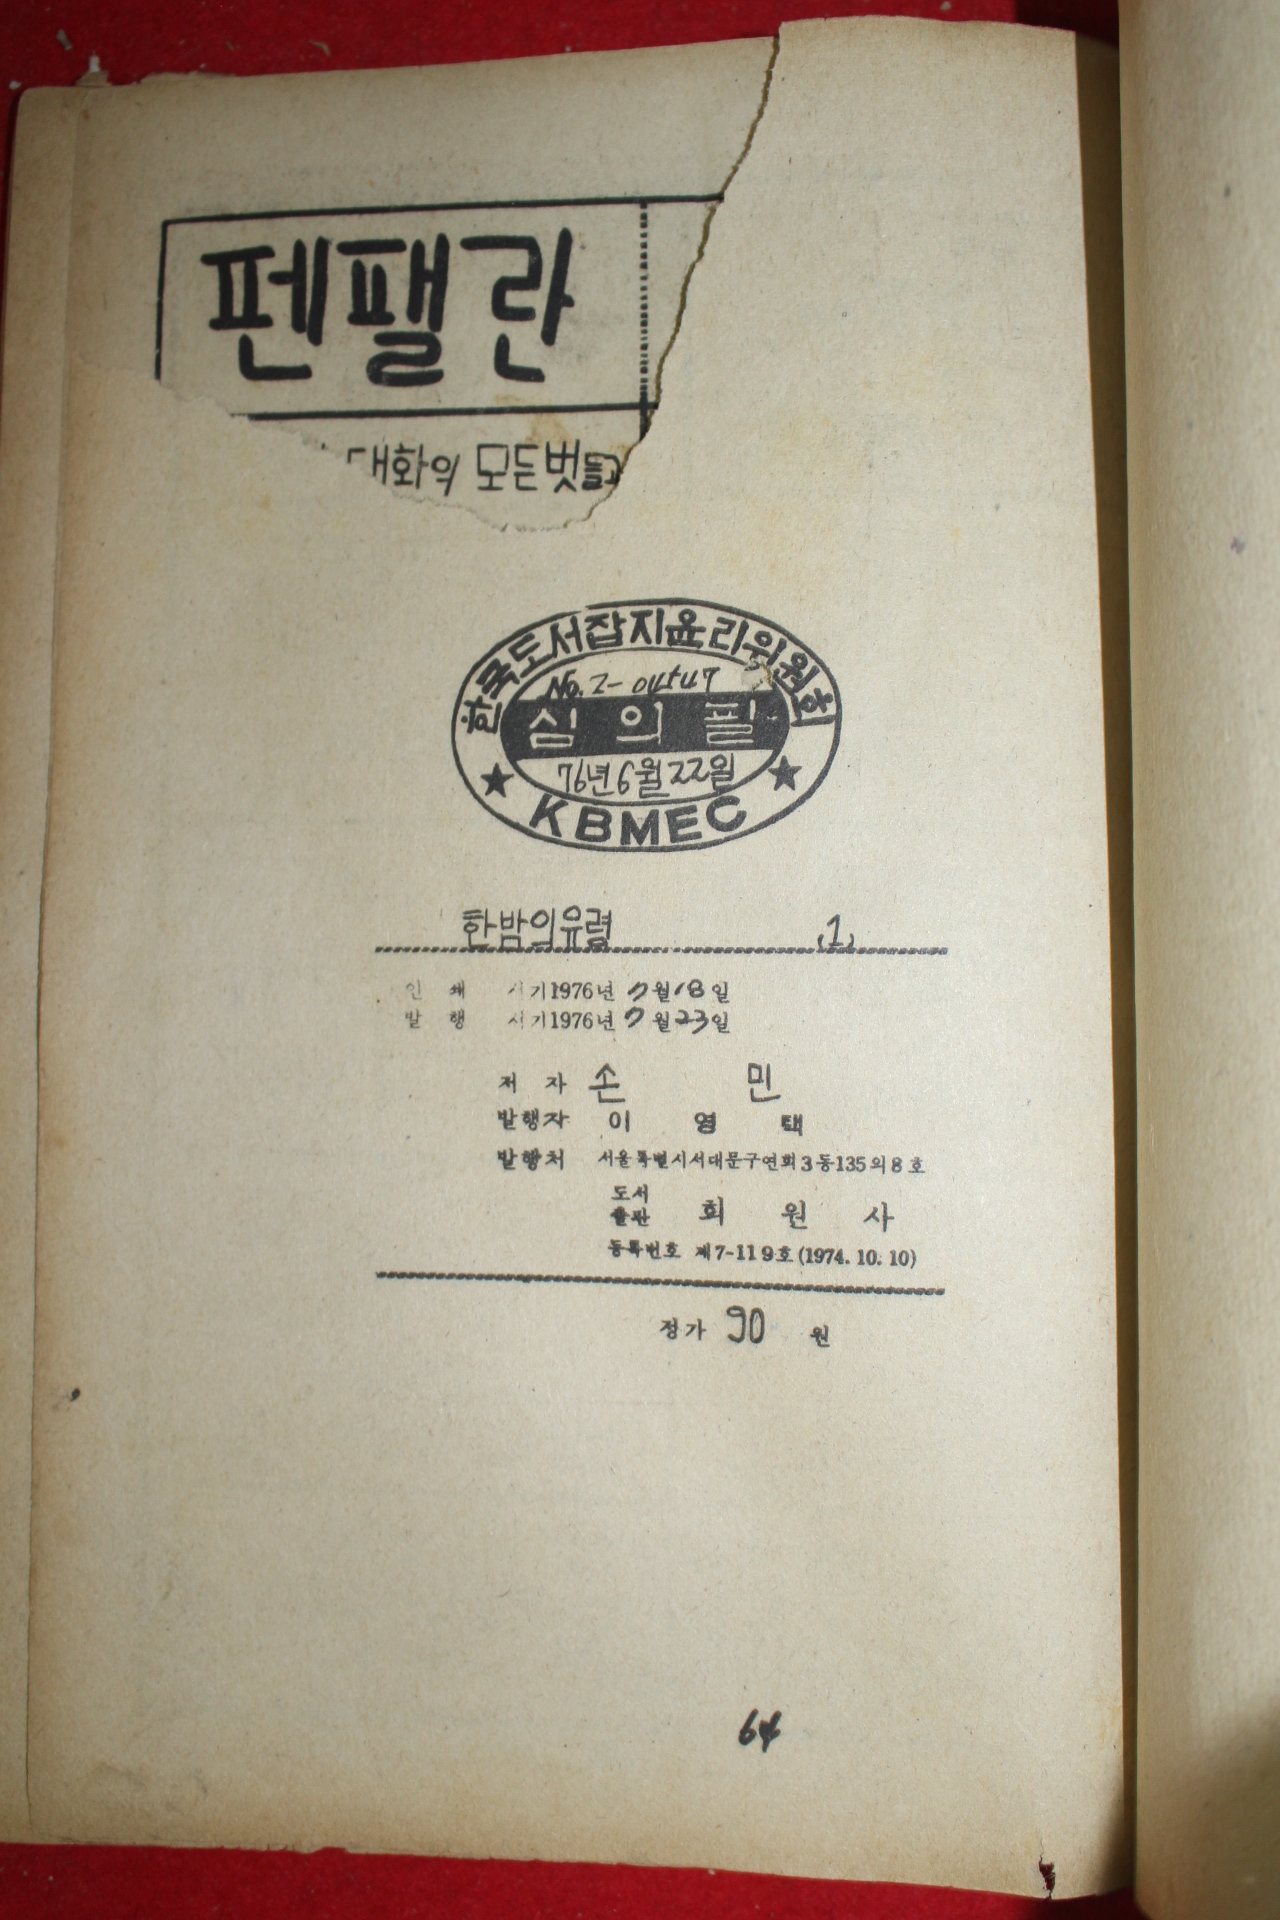 펜팰란
대화의 모든벗들
한국도서잡지윤리위원회
No. 2-
심의필
76년6월22일
KBMEC
한밤의유령 (1)
인쇄 서기1976년 7월18일
발행 서기1976년 7월23일
저자 손 민
발행자 이 영 택
발행처 서울특별시서대문구연희3동135의8호
도서
출판 회 원 사
등록번호 제7-119호(1974. 10. 10)
정가 90 원
64